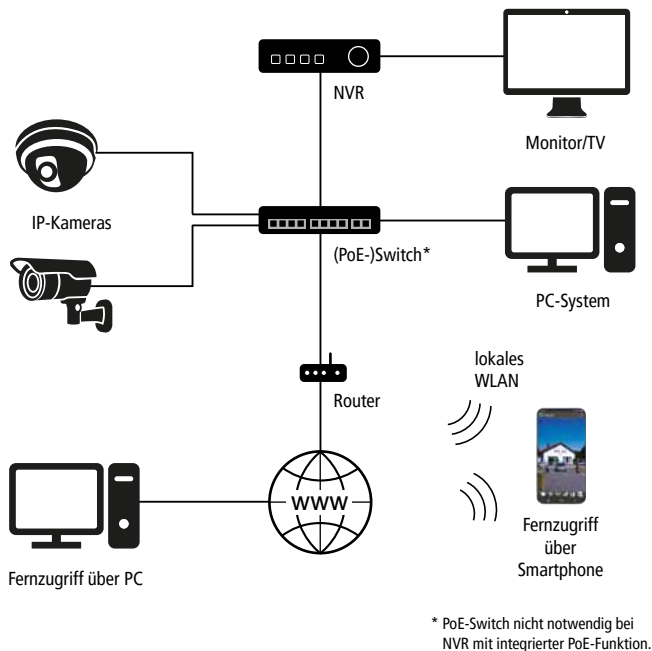 NVR
Monitor/TV
IP-Kameras
(PoE-)Switch*
PC-System
lokales
WLAN
Router
WWW
Fernzugriff
über
Smartphone
Fernzugriff über PC
* PoE-Switch nicht notwendig bei
NVR mit integrierter PoE-Funktion.